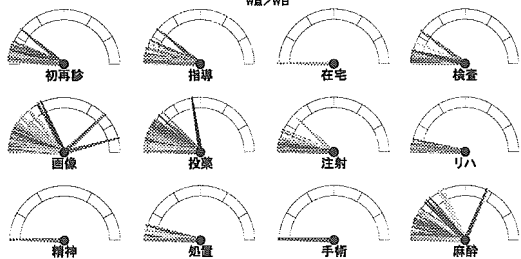 初再診 指導 在宅 検査
画像 投薬 注射 リハ
精神 処置 手術 麻酔